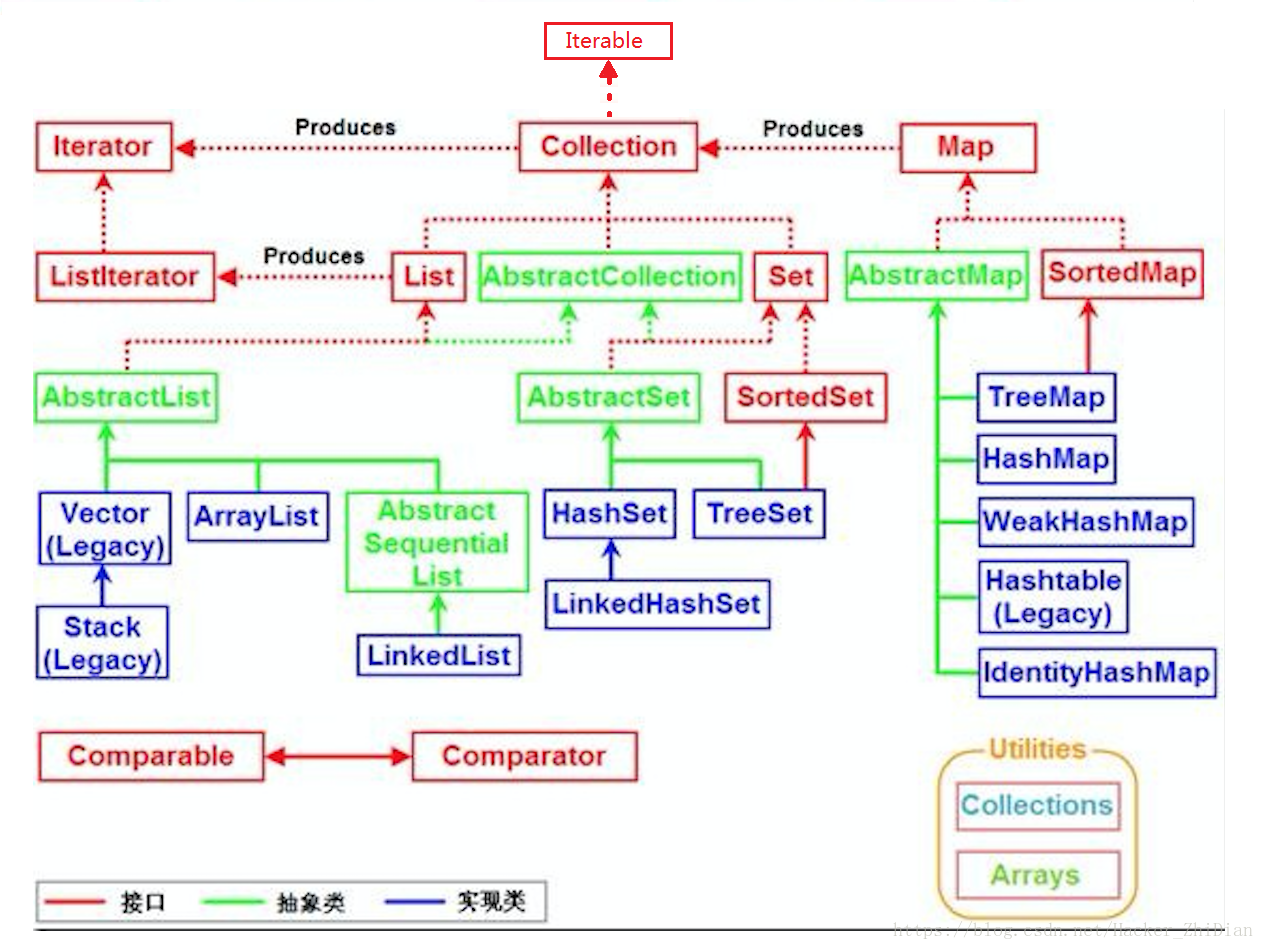 Iterable
Produces
Produces
Iterator
Collection
Map
Produces
ListIterator
List
AbstractCollection
Set
AbstractMap
SortedMap
AbstractList
AbstractSet
SortedSet
TreeMap
HashMap
Vector
(Legacy)
ArrayList
Abstract
Sequential
List
HashSet
TreeSet
WeakHashMap
Hashtable
(Legacy)
LinkedHashSet
Stack
(Legacy)
LinkedList
IdentityHashMap
Comparable
Comparator
Utilities
Collections
Arrays
接口
抽象类
实现类
https://blog.csdn.net/Hacker_ZhiDian